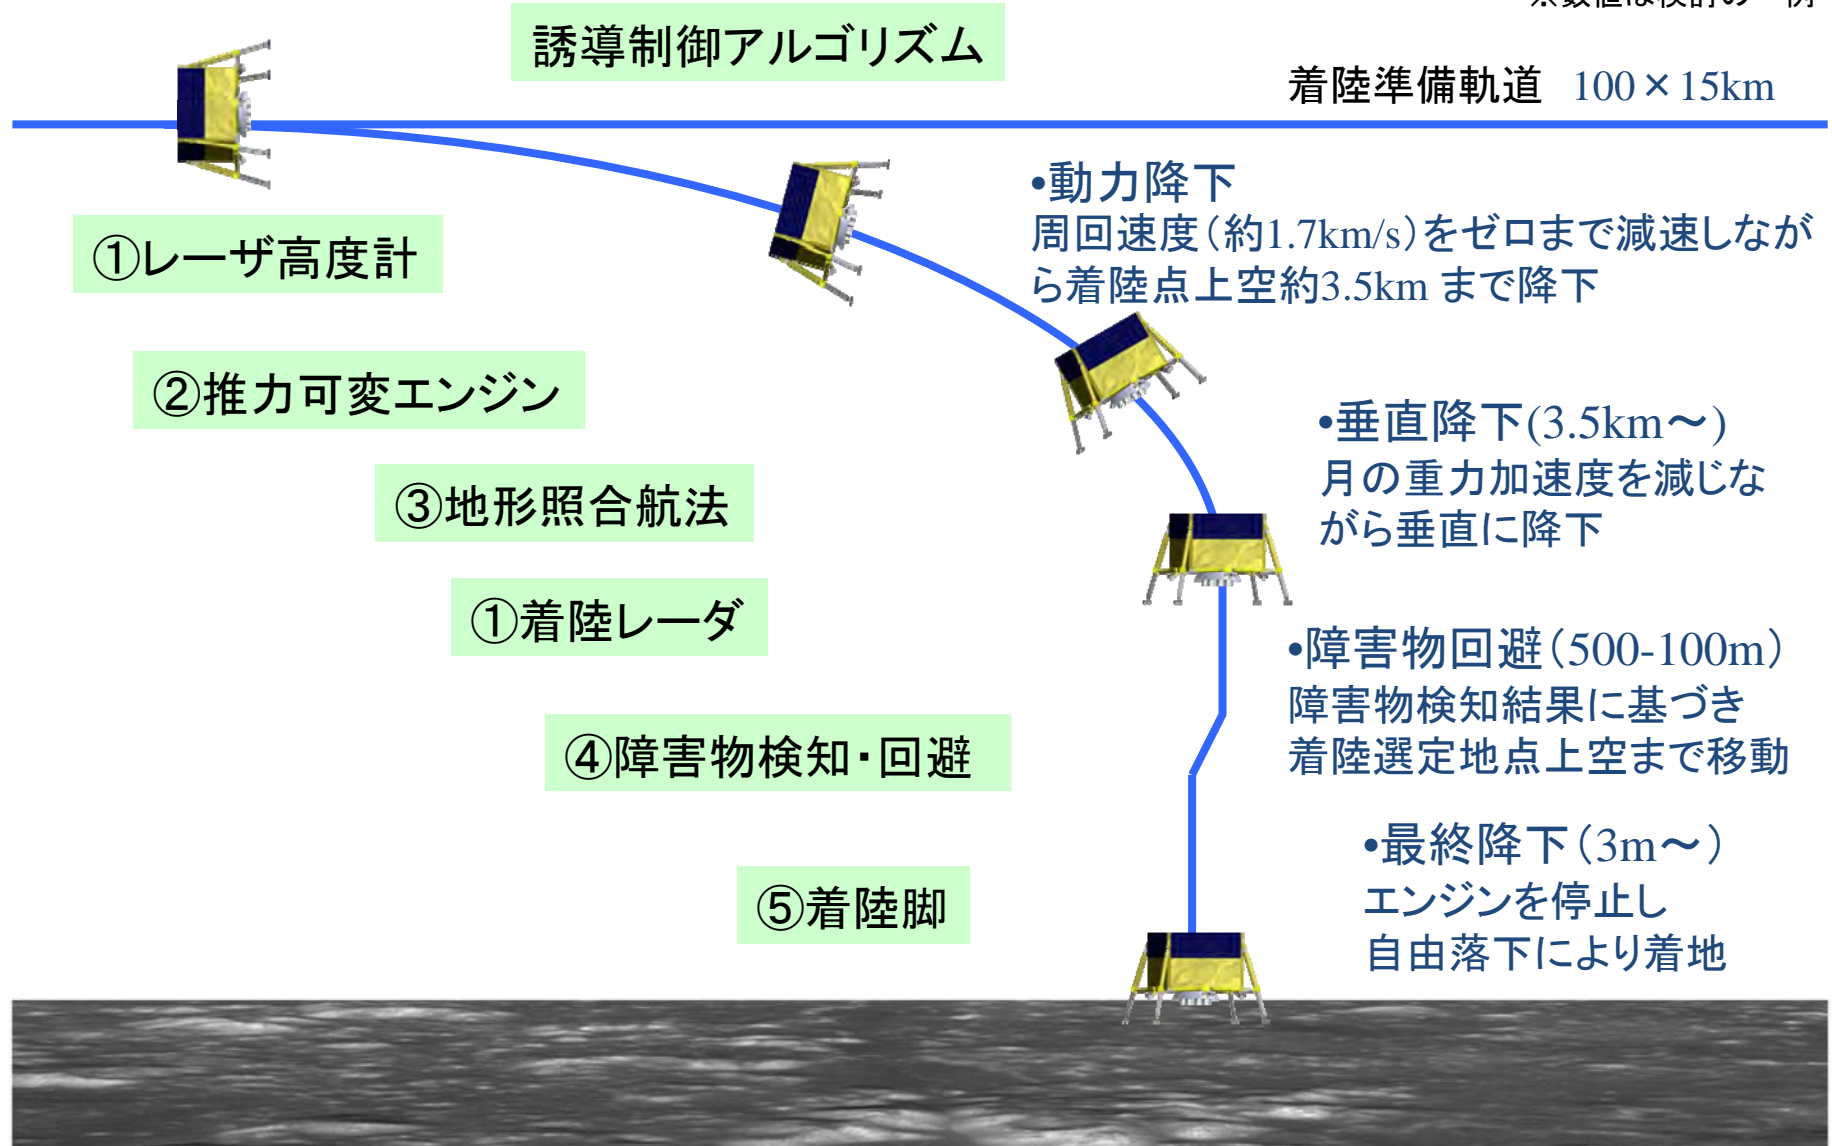 誘導制御アルゴリズム
着陸準備軌道 100×15km
•動力降下
周回速度(約1.7km/s)をゼロまで減速しなが
ら着陸点上空約3.5km まで降下
①レーザ高度計
②推力可変エンジン
•垂直降下(3.5km～)
月の重力加速度を減じな
がら垂直に降下
③地形照合航法
①着陸レーダ
•障害物回避(500-100m)
障害物検知結果に基づき
着陸選定地点上空まで移動
④障害物検知・回避
•最終降下(3m～)
エンジンを停止し
自由落下により着地
⑤着陸脚